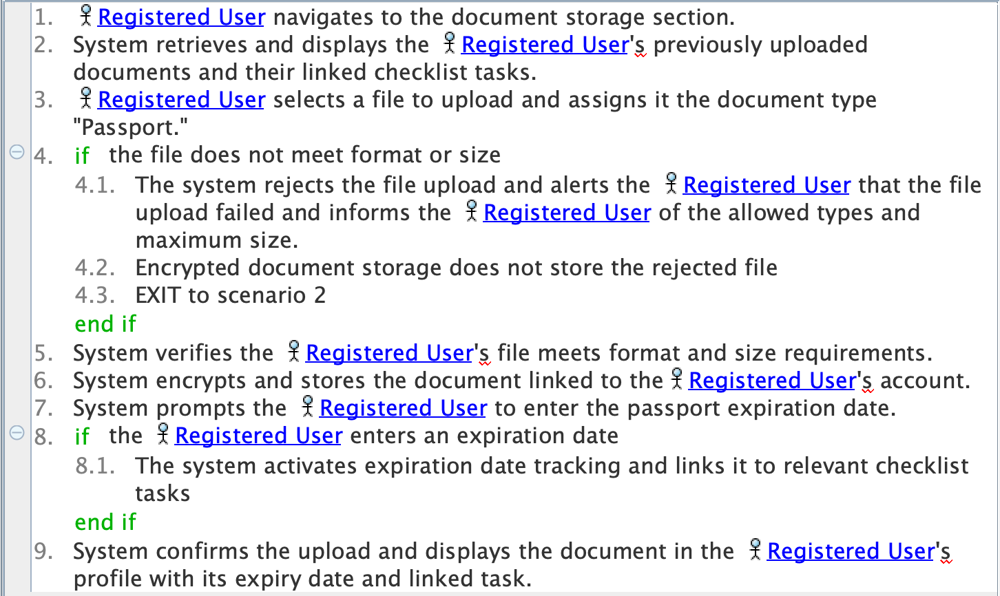 1. Registered User navigates to the document storage section.
2. System retrieves and displays the Registered User's previously uploaded
documents and their linked checklist tasks.
3. Registered User selects a file to upload and assigns it the document type
"Passport."
4. if the file does not meet format or size
4.1. The system rejects the file upload and alerts the Registered User that the file
upload failed and informs the Registered User of the allowed types and
maximum size.
4.2. Encrypted document storage does not store the rejected file
4.3. EXIT to scenario 2
end if
5. System verifies the Registered User's file meets format and size requirements.
6. System encrypts and stores the document linked to the Registered User's account.
7. System prompts the Registered User to enter the passport expiration date.
8. if the Registered User enters an expiration date
8.1. The system activates expiration date tracking and links it to relevant checklist
tasks
end if
9. System confirms the upload and displays the document in the Registered User's
profile with its expiry date and linked task.